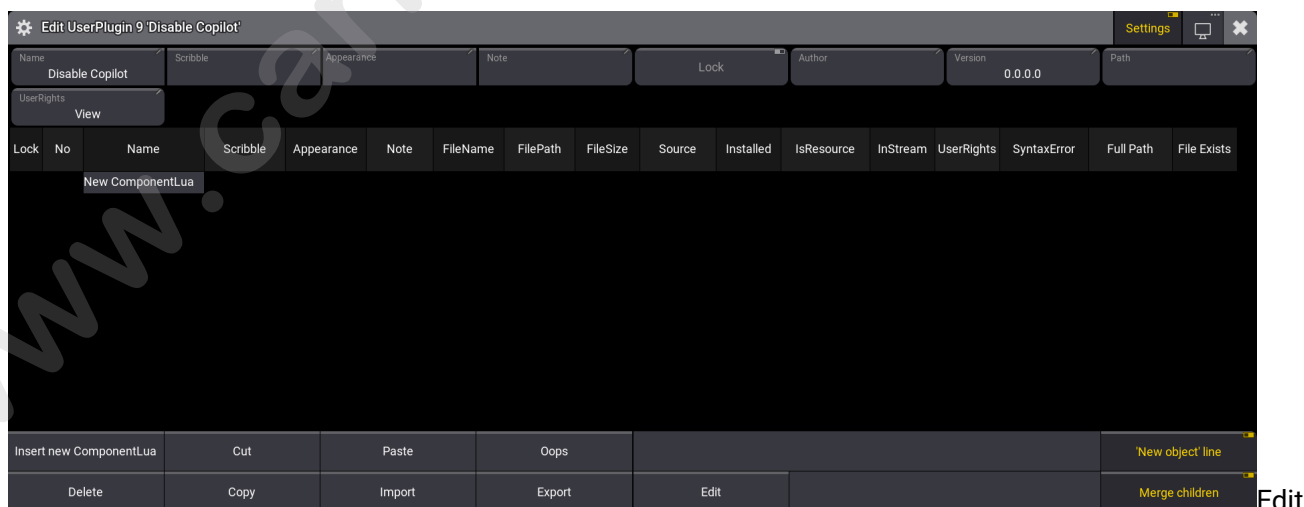 Edit UserPlugin 9 'Disable Copilot' Settings
Name Scribble Appearance Note Lock Author Version Path
Disable Copilot 0.0.0.0
UserRights
View
Lock No Name Scribble Appearance Note FileName FilePath FileSize Source Installed IsResource InStream UserRights SyntaxError Full Path File Exists
New ComponentLua
Insert new ComponentLua Cut Paste Oops 'New object' line
Delete Copy Import Export Edit Merge children
Edit
www.car